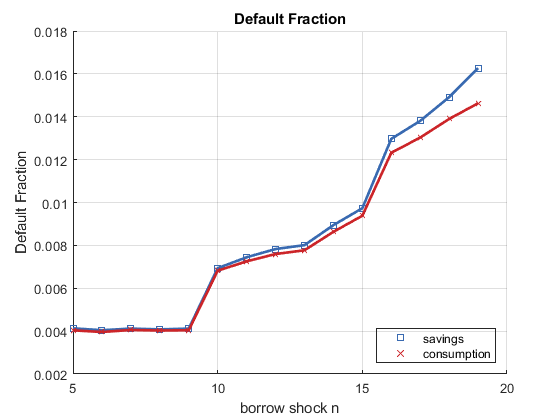 Default Fraction
0.018
0.016
0.014
0.012
0.01
0.008
0.006
0.004
0.002
Default Fraction
5
10
15
20
borrow shock n
savings
consumption